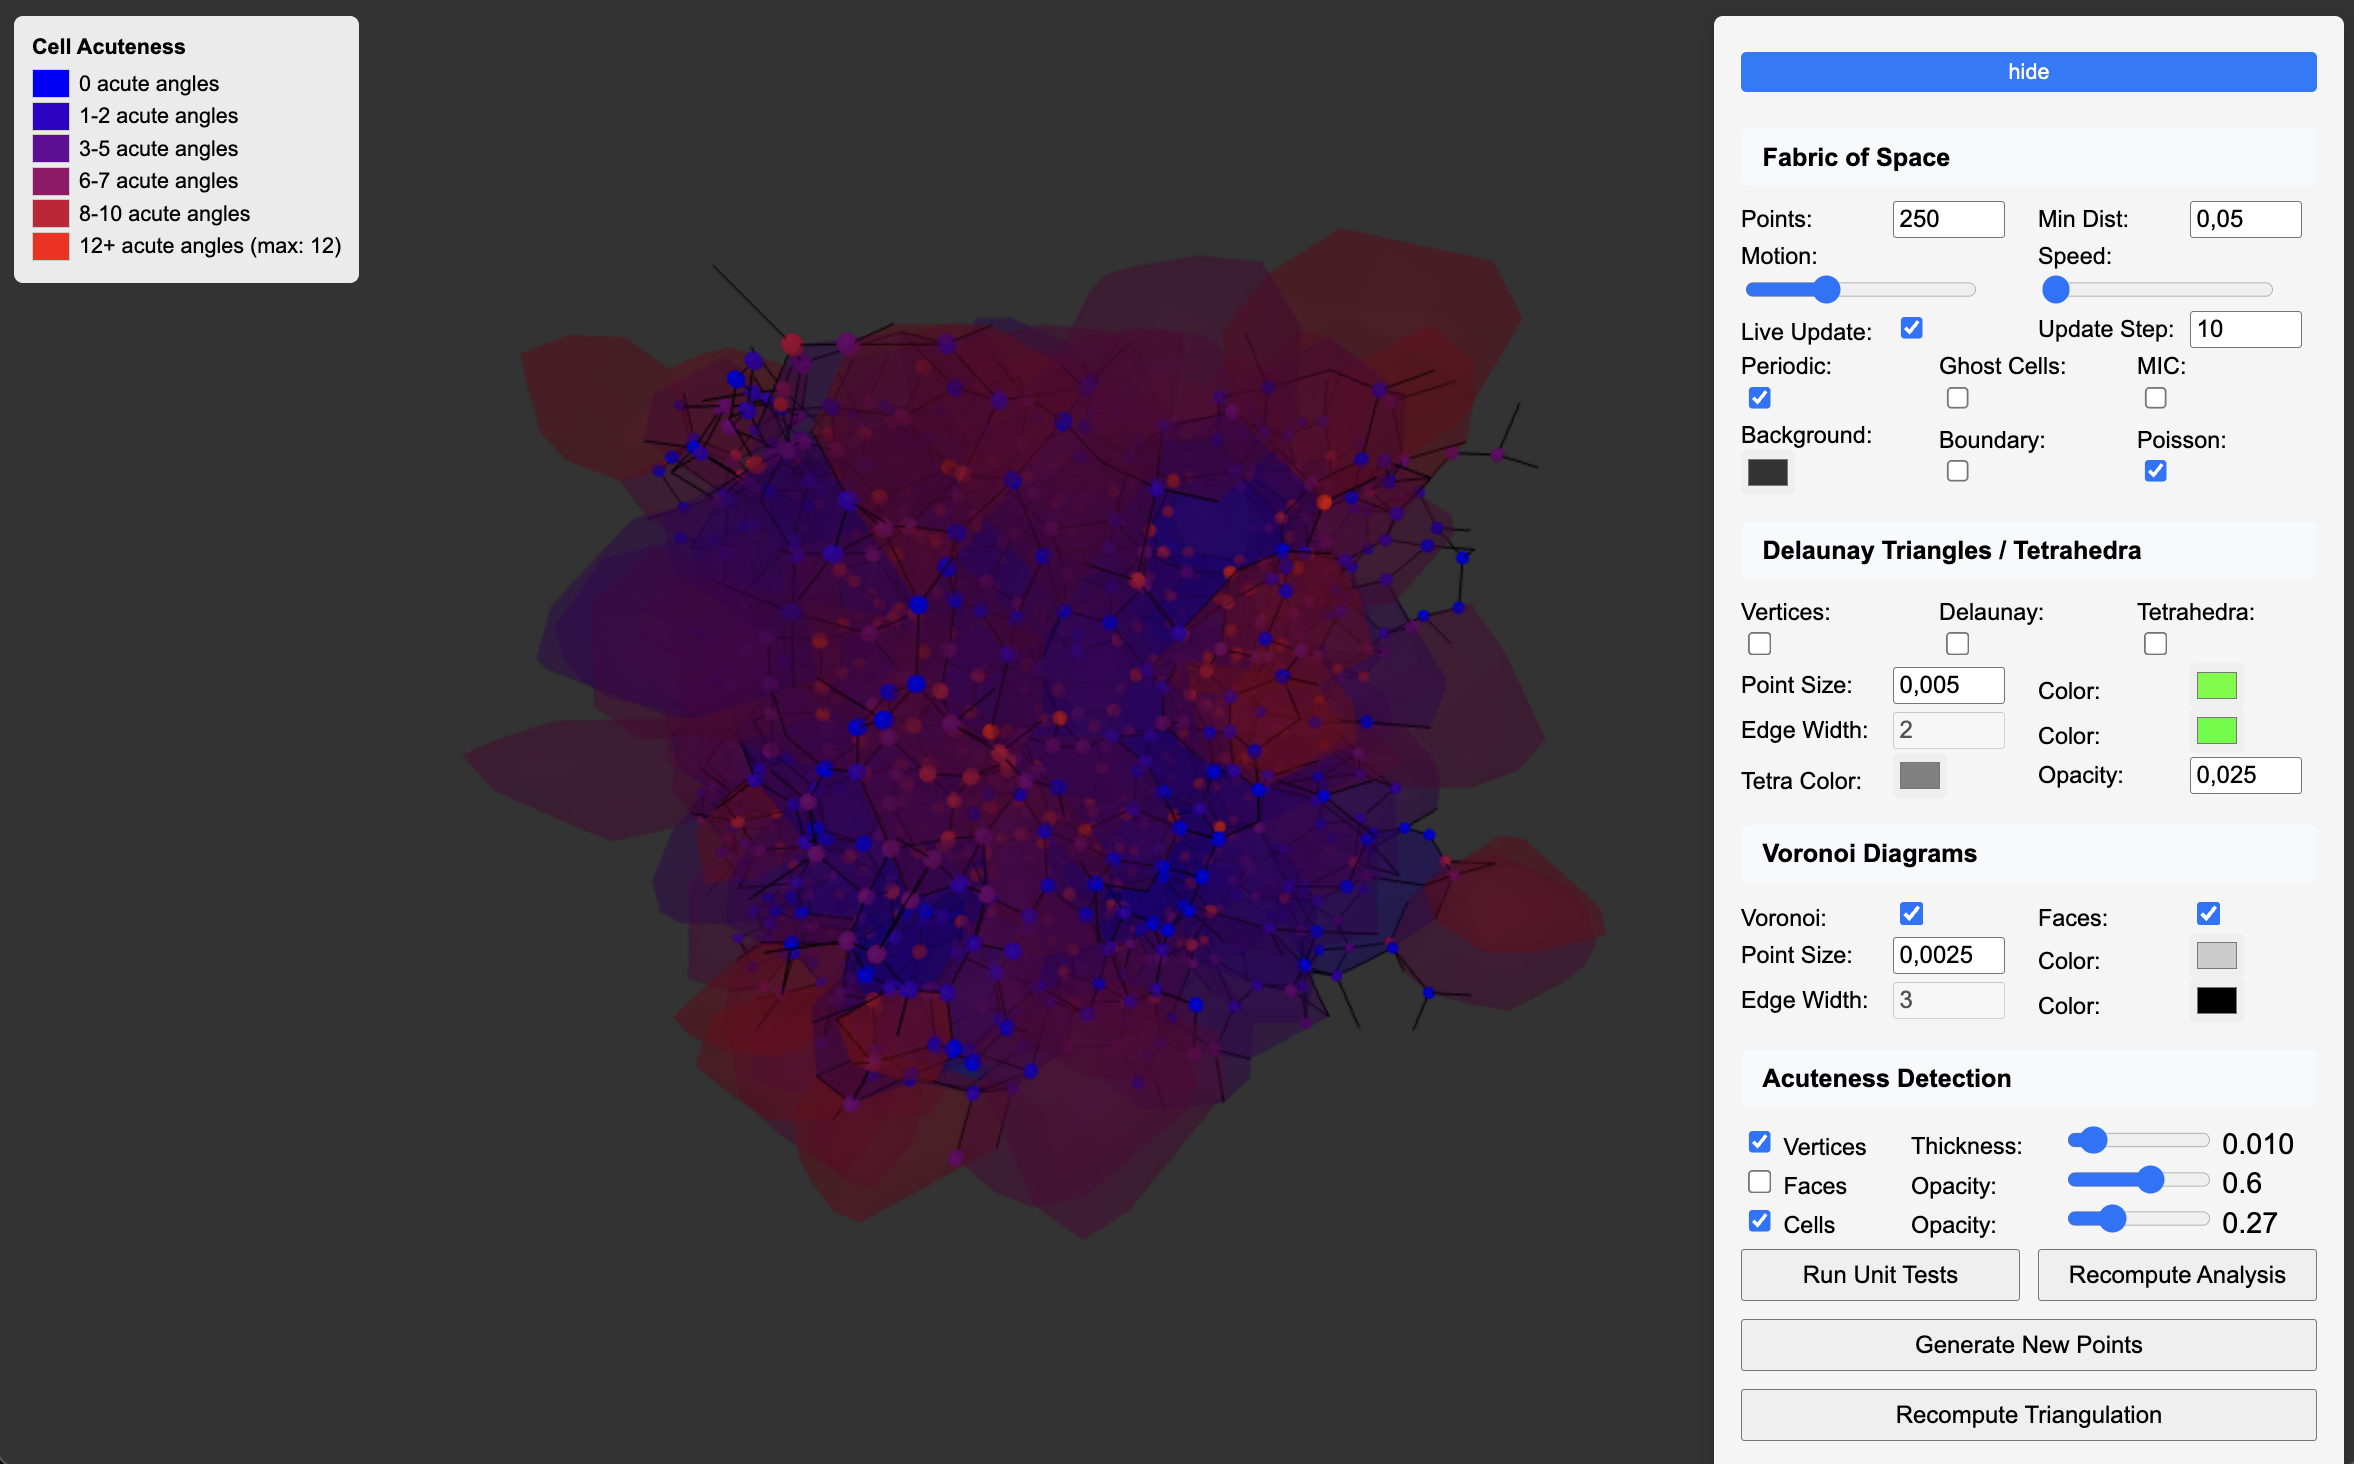 Cell Acuteness
0 acute angles
1-2 acute angles
3-5 acute angles
6-7 acute angles
8-10 acute angles
12+ acute angles (max: 12)
hide
Fabric of Space
Points: 250 Min Dist: 0,05
Motion: Speed:
Live Update: Update Step: 10
Periodic: Ghost Cells: MIC:
Background: Boundary: Poisson:
Delaunay Triangles / Tetrahedra
Vertices: Delaunay: Tetrahedra:
Point Size: 0,005 Color:
Edge Width: 2 Color:
Tetra Color: Opacity: 0,025
Voronoi Diagrams
Voronoi: Faces:
Point Size: 0,0025 Color:
Edge Width: 3 Color:
Acuteness Detection
Vertices Thickness: 0.010
Faces Opacity: 0.6
Cells Opacity: 0.27
Run Unit Tests Recompute Analysis
Generate New Points
Recompute Triangulation